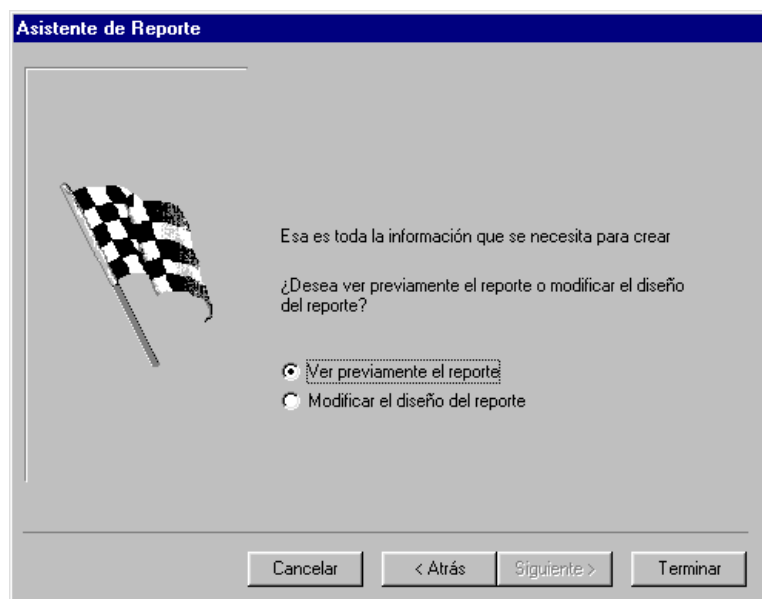 Asistente de Reporte
Esa es toda la información que se necesita para crear
¿Desea ver previamente el reporte o modificar el diseño
del reporte?
Ver previamente el reporte
Modificar el diseño del reporte
Cancelar
< Atrás
Siguiente >
Terminar